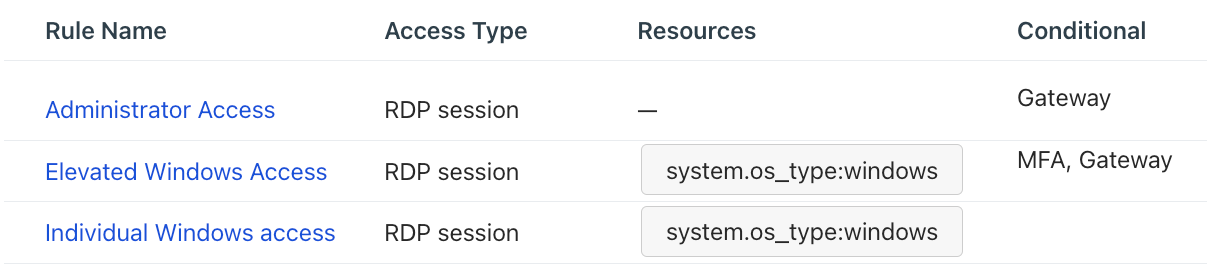 Rule Name Access Type Resources Conditional
Administrator Access RDP session — Gateway
Elevated Windows Access RDP session system.os_type:windows MFA, Gateway
Individual Windows access RDP session system.os_type:windows